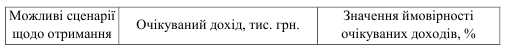 Можливі сценарії
щодо отримання
Очікуваний дохід, тис. грн.
Значення ймовірності
очікуваних доходів, %